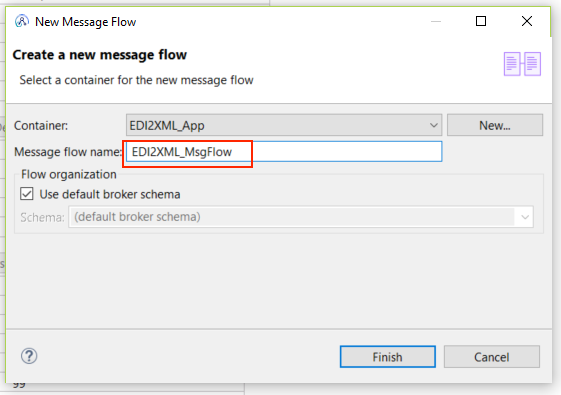 New Message Flow
Create a new message flow
Select a container for the new message flow
Container: EDI2XML_App New...
Message flow name: EDI2XML_MsgFlow
Flow organization
Use default broker schema
Schema: (default broker schema)
Finish Cancel
99